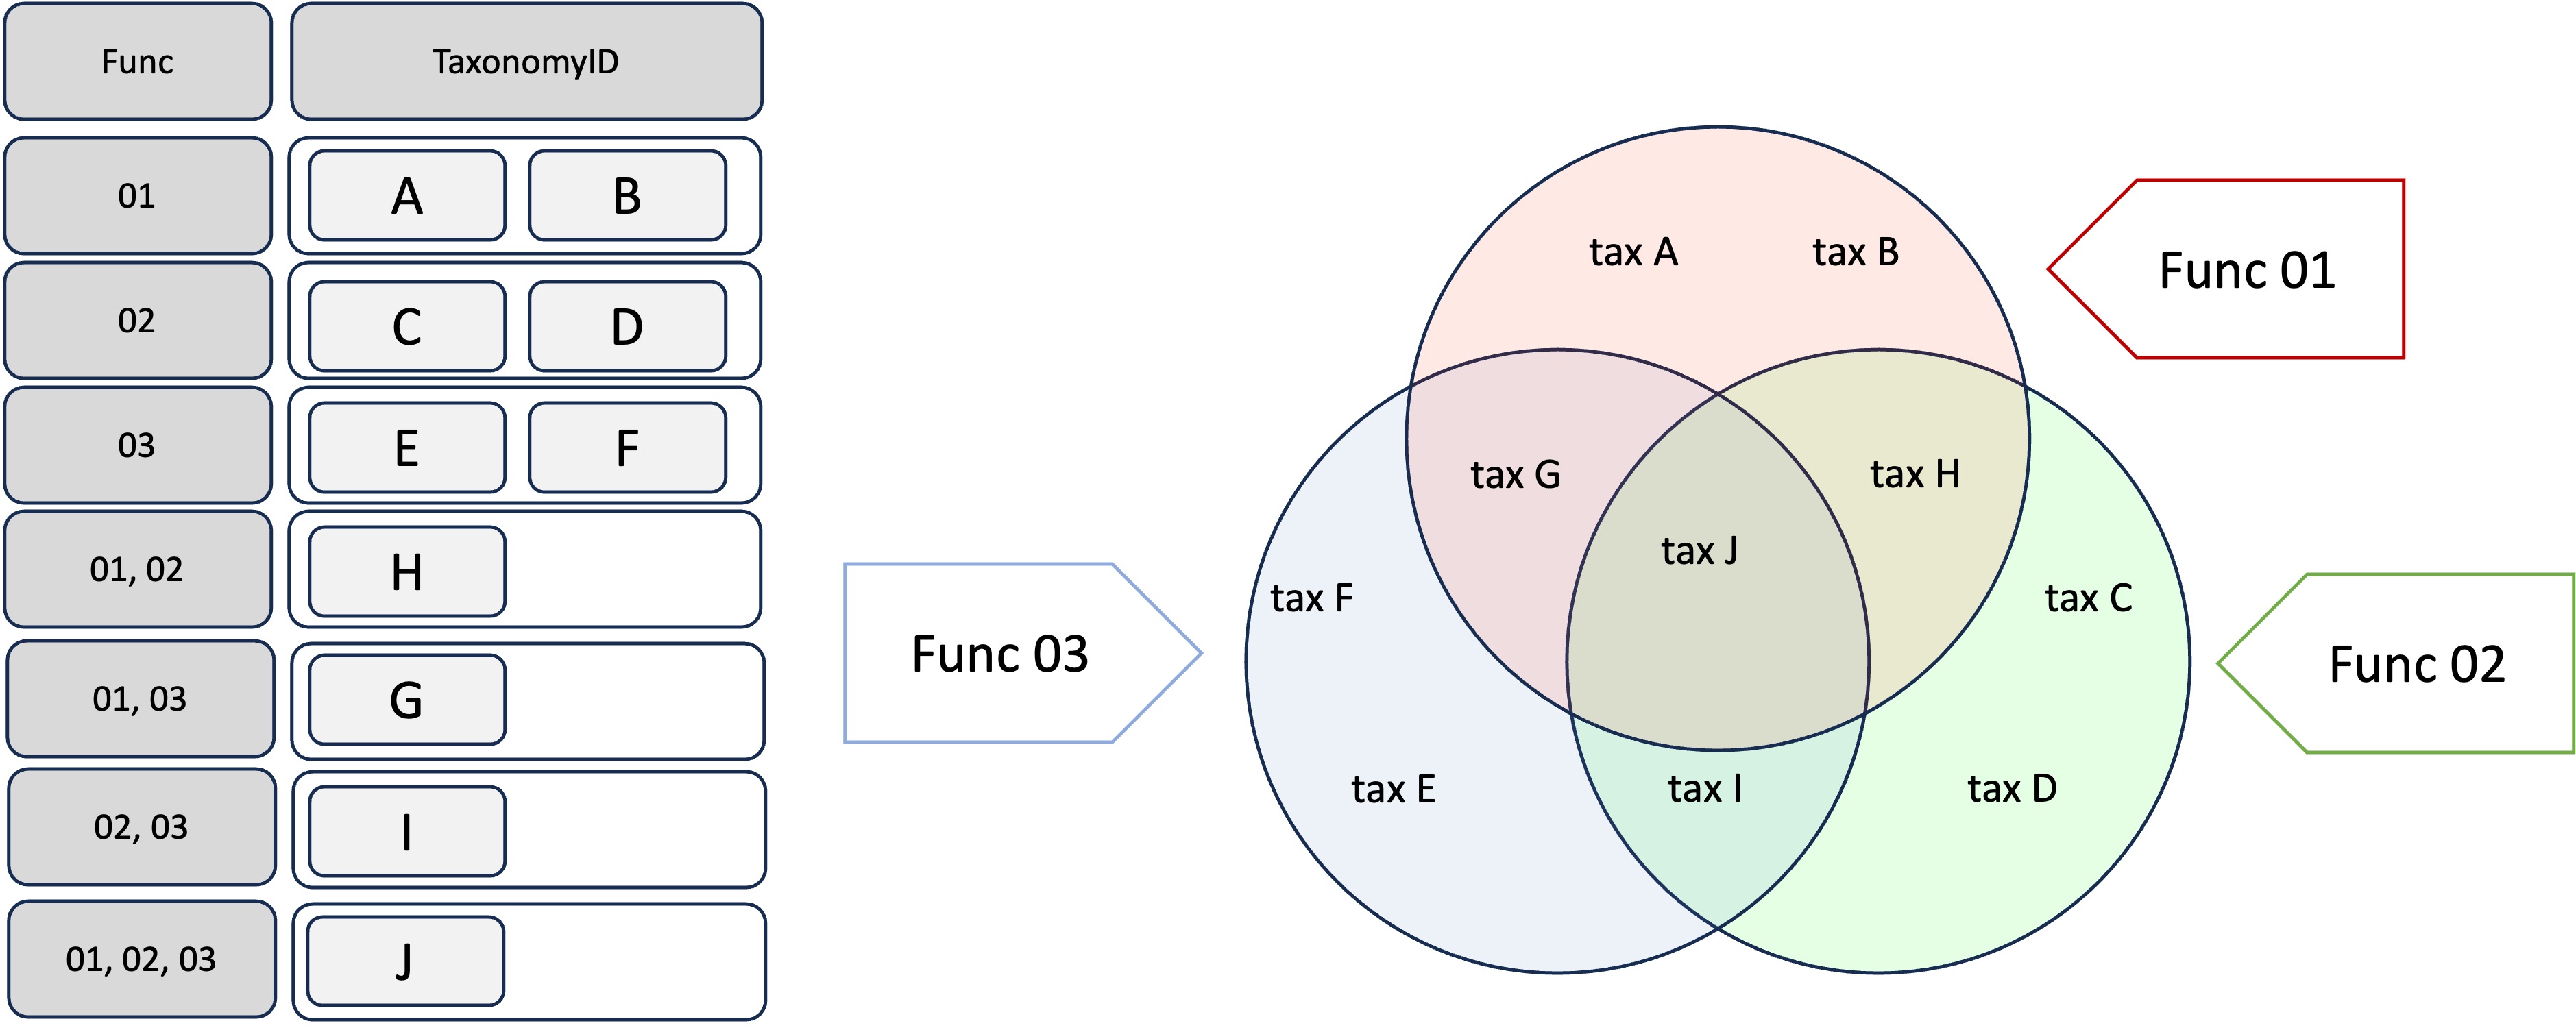 Func TaxonomyID
01 A B
02 C D
03 E F
01, 02 H
01, 03 G
02, 03 I
01, 02, 03 J
tax A tax B
Func 01
tax G tax H
tax J
tax F tax C
Func 03
Func 02
tax E tax I tax D